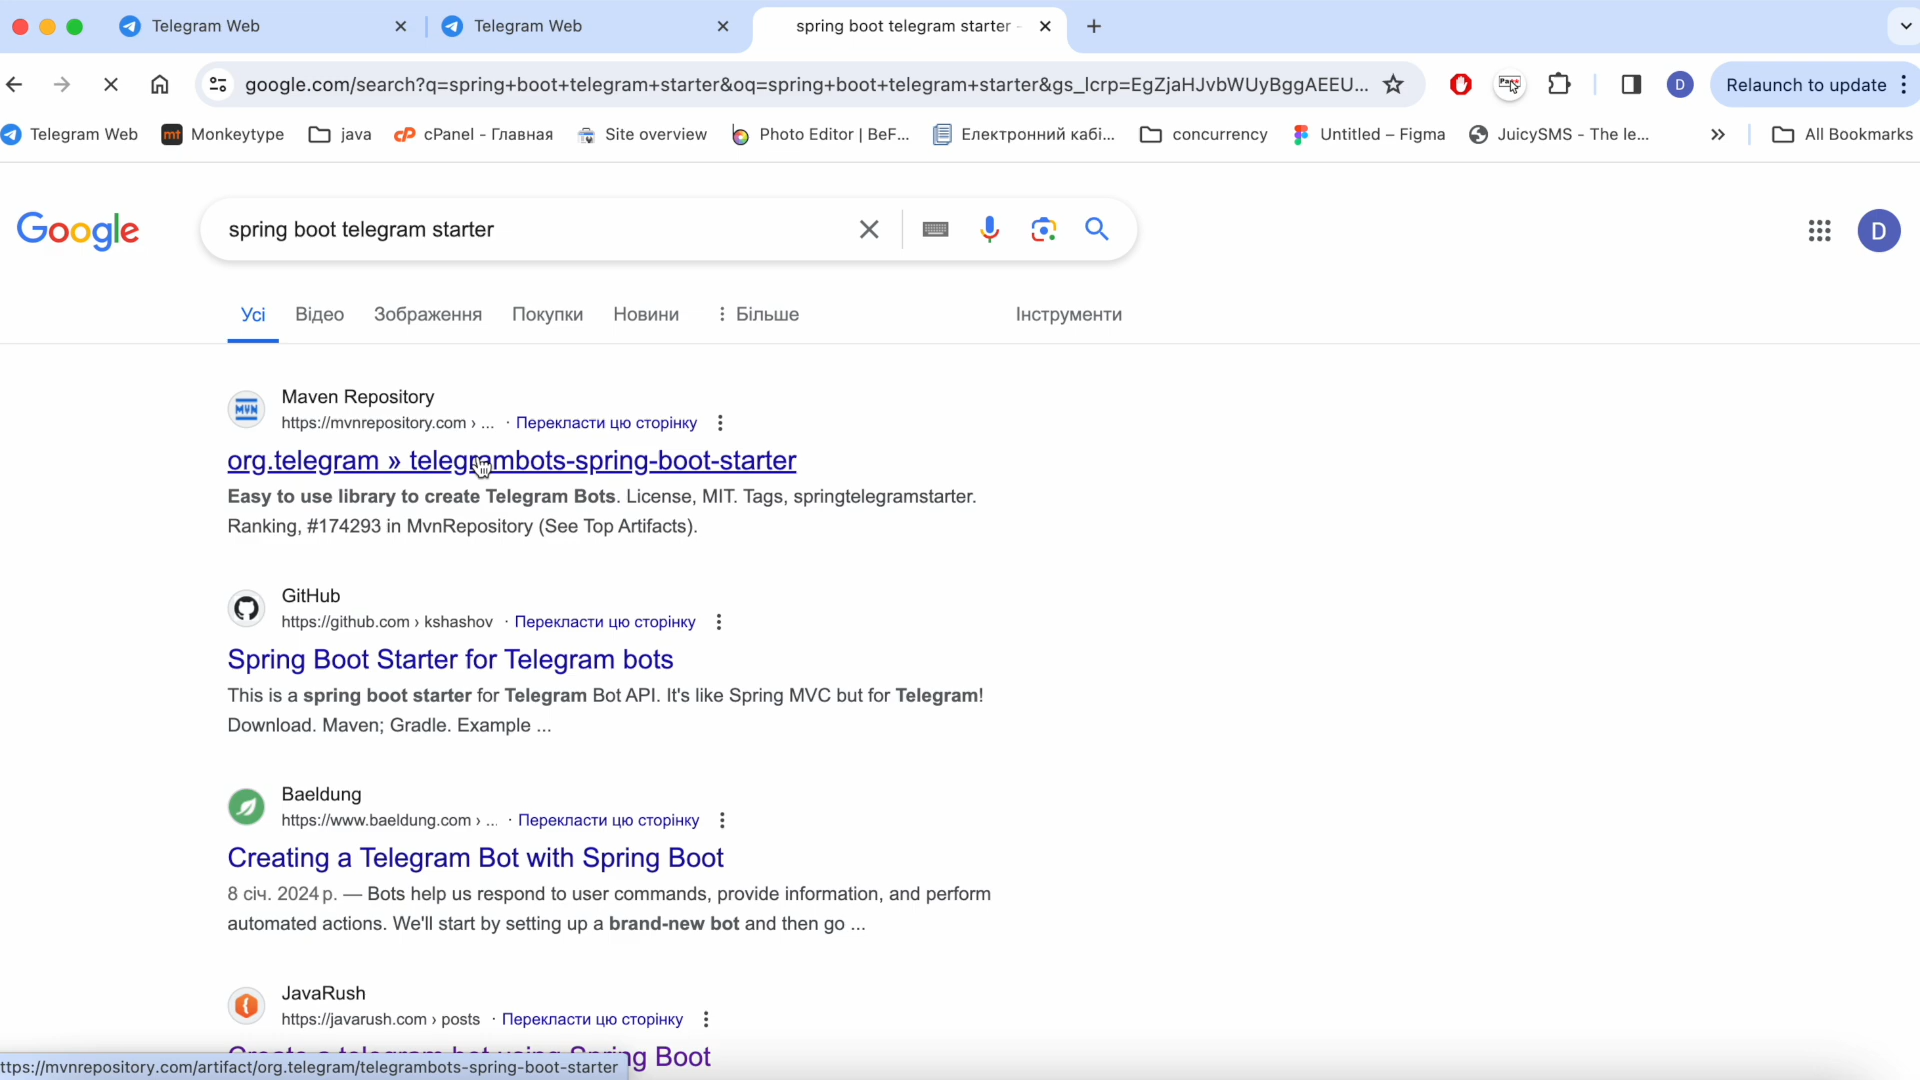 Telegram Web
Telegram Web
spring boot telegram starter -
google.com/search?q=spring+boot+telegram+starter&oq=spring+boot+telegram+starter&gs_lcrp=EgZjaHJvbWUyBggAEEU...
D
Relaunch to update
Telegram Web
mt Monkeytype
java
cPanel - Главная
Site overview
Photo Editor | BeF...
Електронний кабі...
concurrency
Untitled – Figma
JuicySMS - The le...
»
All Bookmarks
Google
spring boot telegram starter
D
Усі
Відео
Зображення
Покупки
Новини
Більше
Інструменти
MVN
Maven Repository
https://mvnrepository.com › ... · Перекласти цю сторінку
org.telegram » telegrambots-spring-boot-starter
Easy to use library to create Telegram Bots. License, MIT. Tags, springtelegramstarter.
Ranking, #174293 in MvnRepository (See Top Artifacts).
GitHub
https://github.com › kshashov · Перекласти цю сторінку
Spring Boot Starter for Telegram bots
This is a spring boot starter for Telegram Bot API. It's like Spring MVC but for Telegram!
Download. Maven; Gradle. Example ...
Baeldung
https://www.baeldung.com › ... · Перекласти цю сторінку
Creating a Telegram Bot with Spring Boot
8 січ. 2024 р. — Bots help us respond to user commands, provide information, and perform
automated actions. We'll start by setting up a brand-new bot and then go ...
JavaRush
https://javarush.com › posts · Перекласти цю сторінку
Create a telegram bot using Spring Boot
ttps://mvnrepository.com/artifact/org.telegram/telegrambots-spring-boot-starter